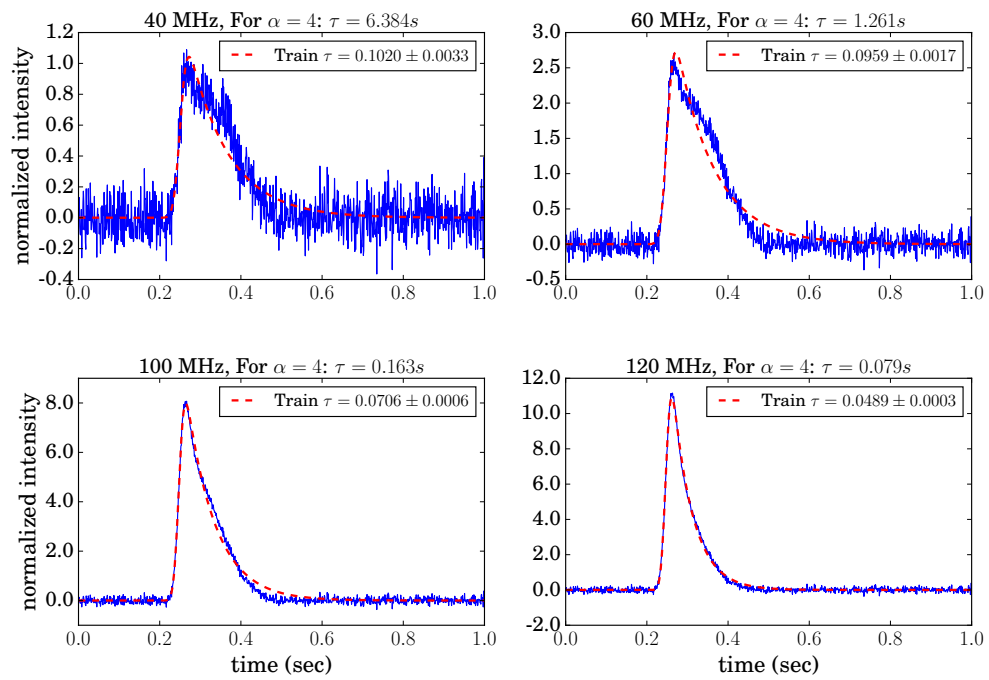 40 MHz, For α = 4: τ = 6.384s
normalized intensity
1.2
1.0
0.8
0.6
0.4
0.2
0.0
-0.2
-0.4
Train τ = 0.1020 ± 0.0033
0.0 0.2 0.4 0.6 0.8 1.0
60 MHz, For α = 4: τ = 1.261s
3.0
2.5
2.0
1.5
1.0
0.5
0.0
-0.5
Train τ = 0.0959 ± 0.0017
0.0 0.2 0.4 0.6 0.8 1.0
100 MHz, For α = 4: τ = 0.163s
normalized intensity
8.0
6.0
4.0
2.0
0.0
Train τ = 0.0706 ± 0.0006
0.0 0.2 0.4 0.6 0.8 1.0
time (sec)
120 MHz, For α = 4: τ = 0.079s
12.0
10.0
8.0
6.0
4.0
2.0
0.0
-2.0
Train τ = 0.0489 ± 0.0003
0.0 0.2 0.4 0.6 0.8 1.0
time (sec)